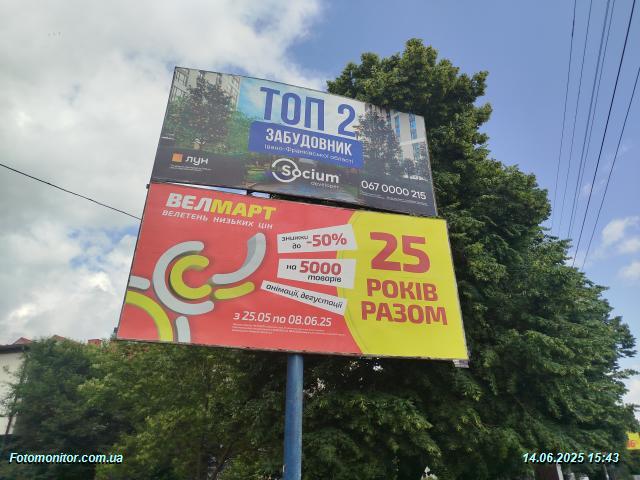 ТОП 2
ЗАБУДОВНИК
Івано-Франківської області
ЛУН
Socium
developer
067 0000 215
ВЕЛМАРТ
ВЕЛЕТЕНЬ НИЗЬКИХ ЦІН
знижки
до -50%
на 5000
товарів
анімації, дегустації
25
РОКІВ
РАЗОМ
з 25.05 по 08.06.25
Fotomonitor.com.ua
14.06.2025 15:43